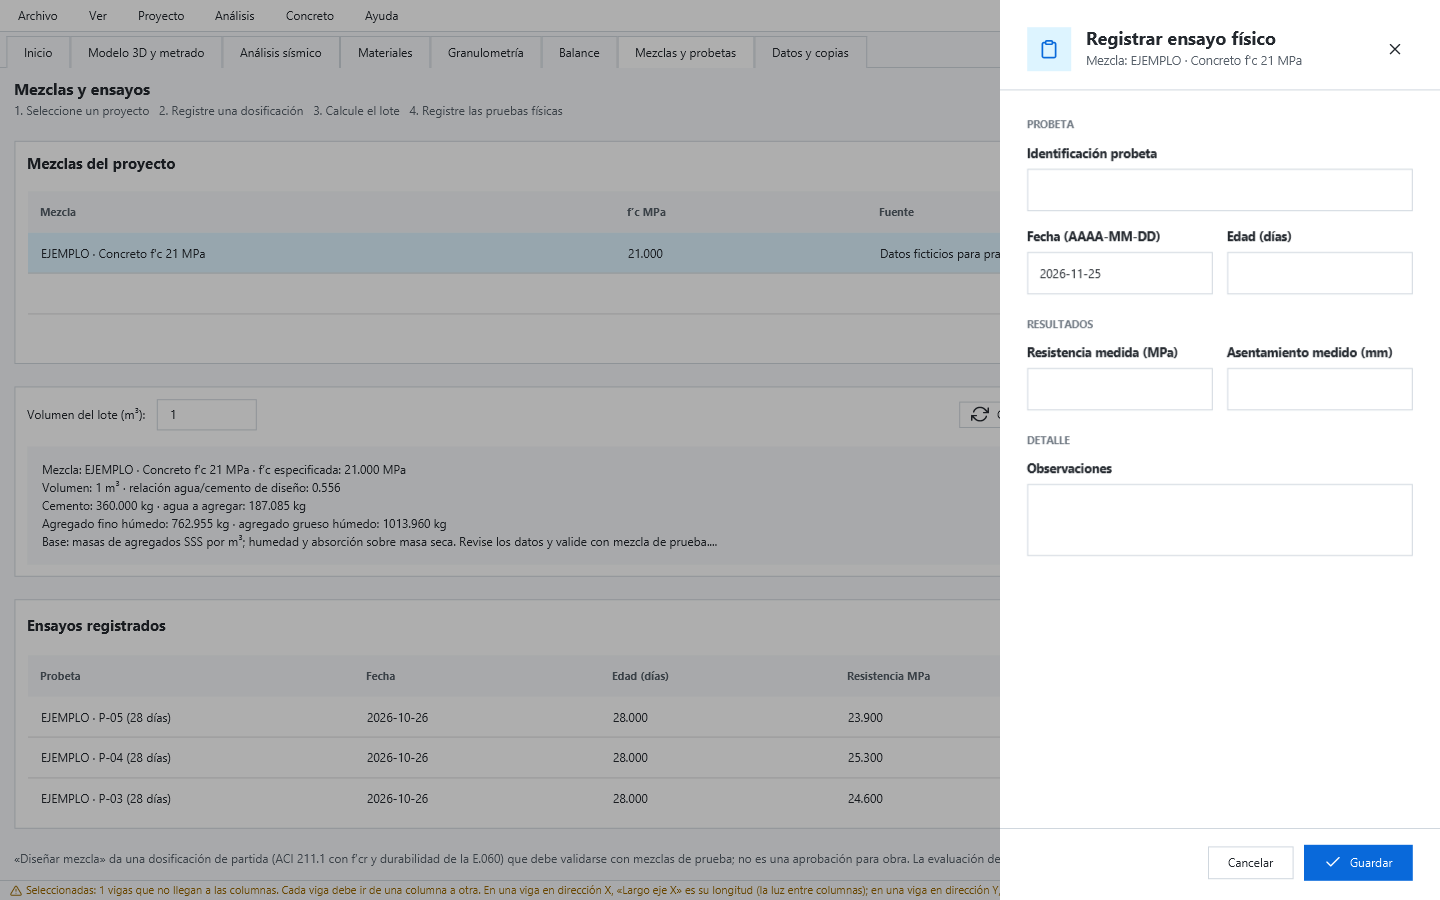 Archivo Ver Proyecto Análisis Concreto Ayuda
Inicio Modelo 3D y metrado Análisis sísmico Materiales Granulometría Balance Mezclas y probetas Datos y copias
Mezclas y ensayos
1. Seleccione un proyecto 2. Registre una dosificación 3. Calcule el lote 4. Registre las pruebas físicas
Mezclas del proyecto
Mezcla f'c MPa Fuente
EJEMPLO · Concreto f'c 21 MPa 21.000 Datos ficticios para pra
Volumen del lote (m³): 1
Mezcla: EJEMPLO · Concreto f'c 21 MPa · f'c especificada: 21.000 MPa
Volumen: 1 m³ · relación agua/cemento de diseño: 0.556
Cemento: 360.000 kg · agua a agregar: 187.085 kg
Agregado fino húmedo: 762.955 kg · agregado grueso húmedo: 1013.960 kg
Base: masas de agregados SSS por m³; humedad y absorción sobre masa seca. Revise los datos y valide con mezcla de prueba....
Ensayos registrados
Probeta Fecha Edad (días) Resistencia MPa
EJEMPLO · P-05 (28 días) 2026-10-26 28.000 23.900
EJEMPLO · P-04 (28 días) 2026-10-26 28.000 25.300
EJEMPLO · P-03 (28 días) 2026-10-26 28.000 24.600
«Diseñar mezcla» da una dosificación de partida (ACI 211.1 con f'cr y durabilidad de la E.060) que debe validarse con mezclas de prueba; no es una aprobación para obra. La evaluación de
Seleccionadas: 1 vigas que no llegan a las columnas. Cada viga debe ir de una columna a otra. En una viga en dirección X, «Largo eje X» es su longitud (la luz entre columnas); en una viga en dirección Y,
Registrar ensayo físico
Mezcla: EJEMPLO · Concreto f'c 21 MPa
PROBETA
Identificación probeta
Fecha (AAAA-MM-DD) Edad (días)
2026-11-25
RESULTADOS
Resistencia medida (MPa) Asentamiento medido (mm)
DETALLE
Observaciones
Cancelar Guardar